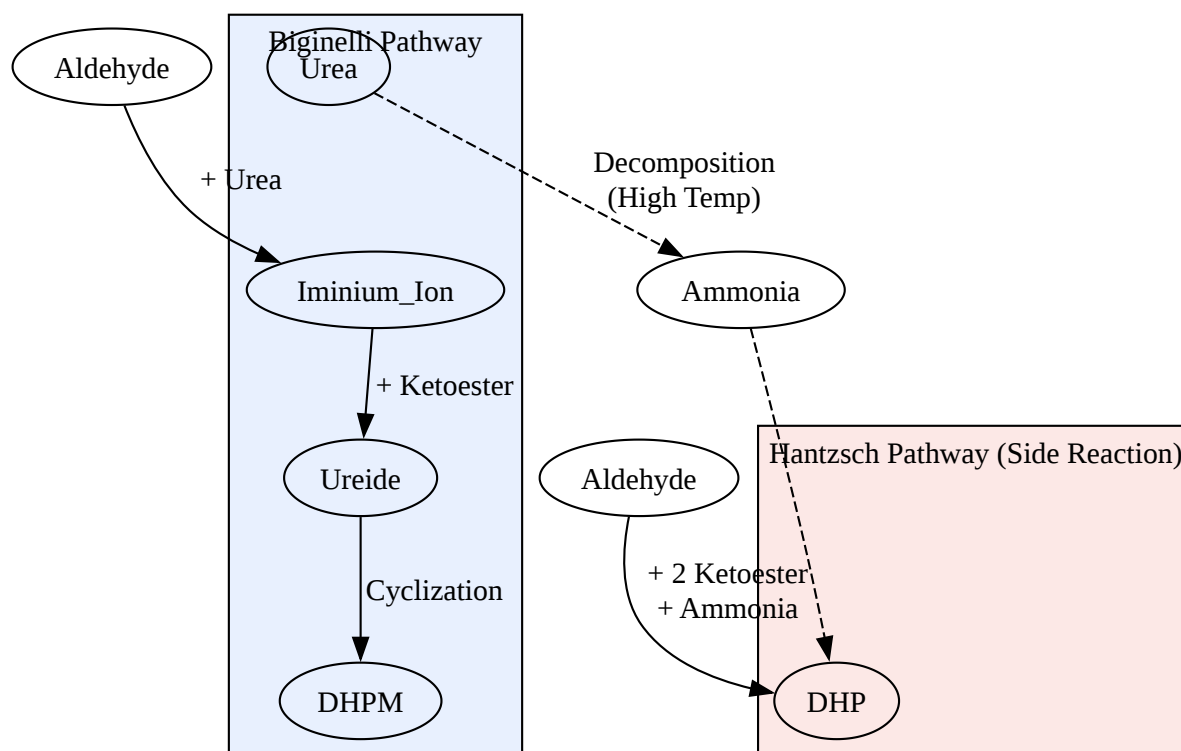 Biginelli Pathway
Aldehyde
Urea
Decomposition
(High Temp)
+ Urea
Iminium_Ion
Ammonia
+ Ketoester
Hantzsch Pathway (Side Reaction)
Ureide
Aldehyde
+ 2 Ketoester
+ Ammonia
Cyclization
DHPM
DHP